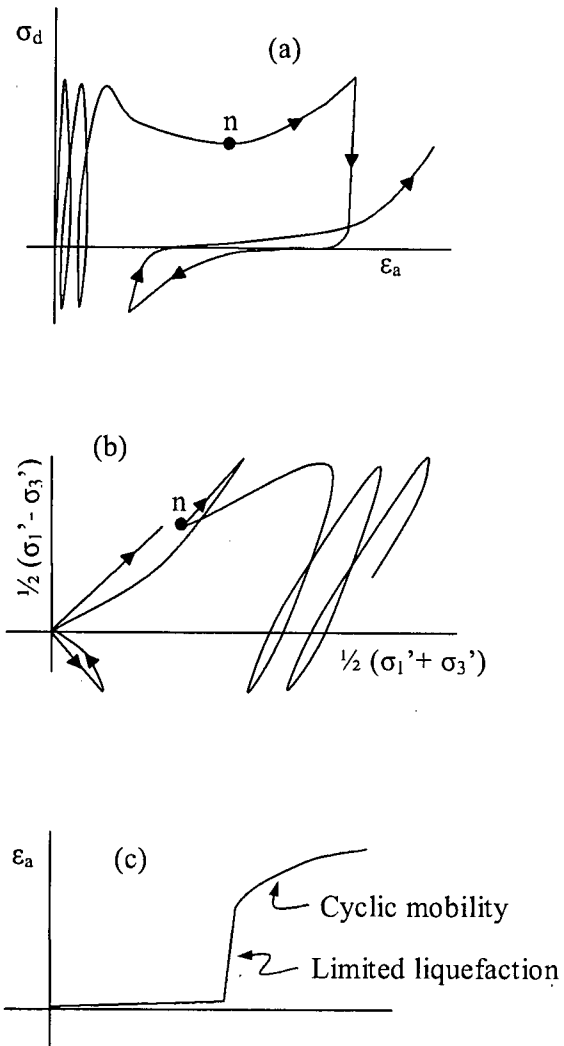 σd
(a)
n
εa
(b)
½ (σ1' - σ3')
n
½ (σ1' + σ3')
εa
(c)
Cyclic mobility
Limited liquefaction